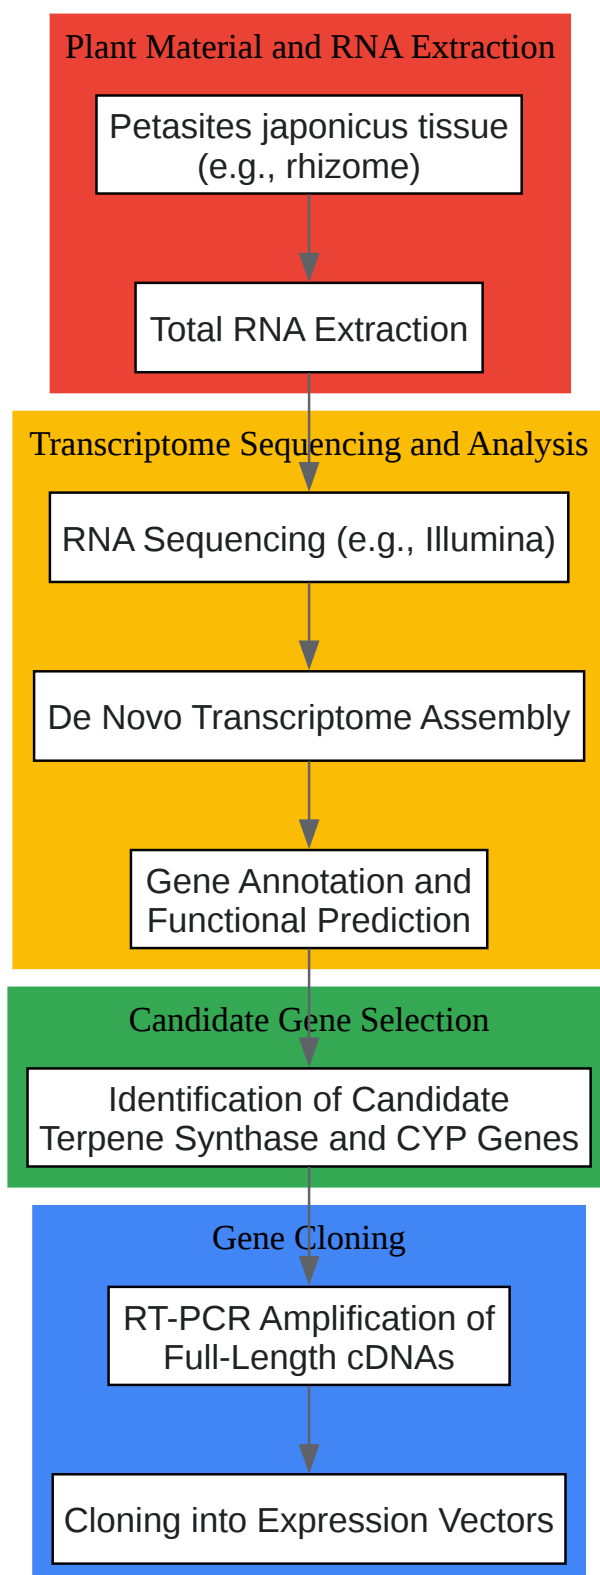 Plant Material and RNA Extraction
Petasites japonicus tissue
(e.g., rhizome)
Total RNA Extraction
Transcriptome Sequencing and Analysis
RNA Sequencing (e.g., Illumina)
De Novo Transcriptome Assembly
Gene Annotation and
Functional Prediction
Candidate Gene Selection
Identification of Candidate
Terpene Synthase and CYP Genes
Gene Cloning
RT-PCR Amplification of
Full-Length cDNAs
Cloning into Expression Vectors